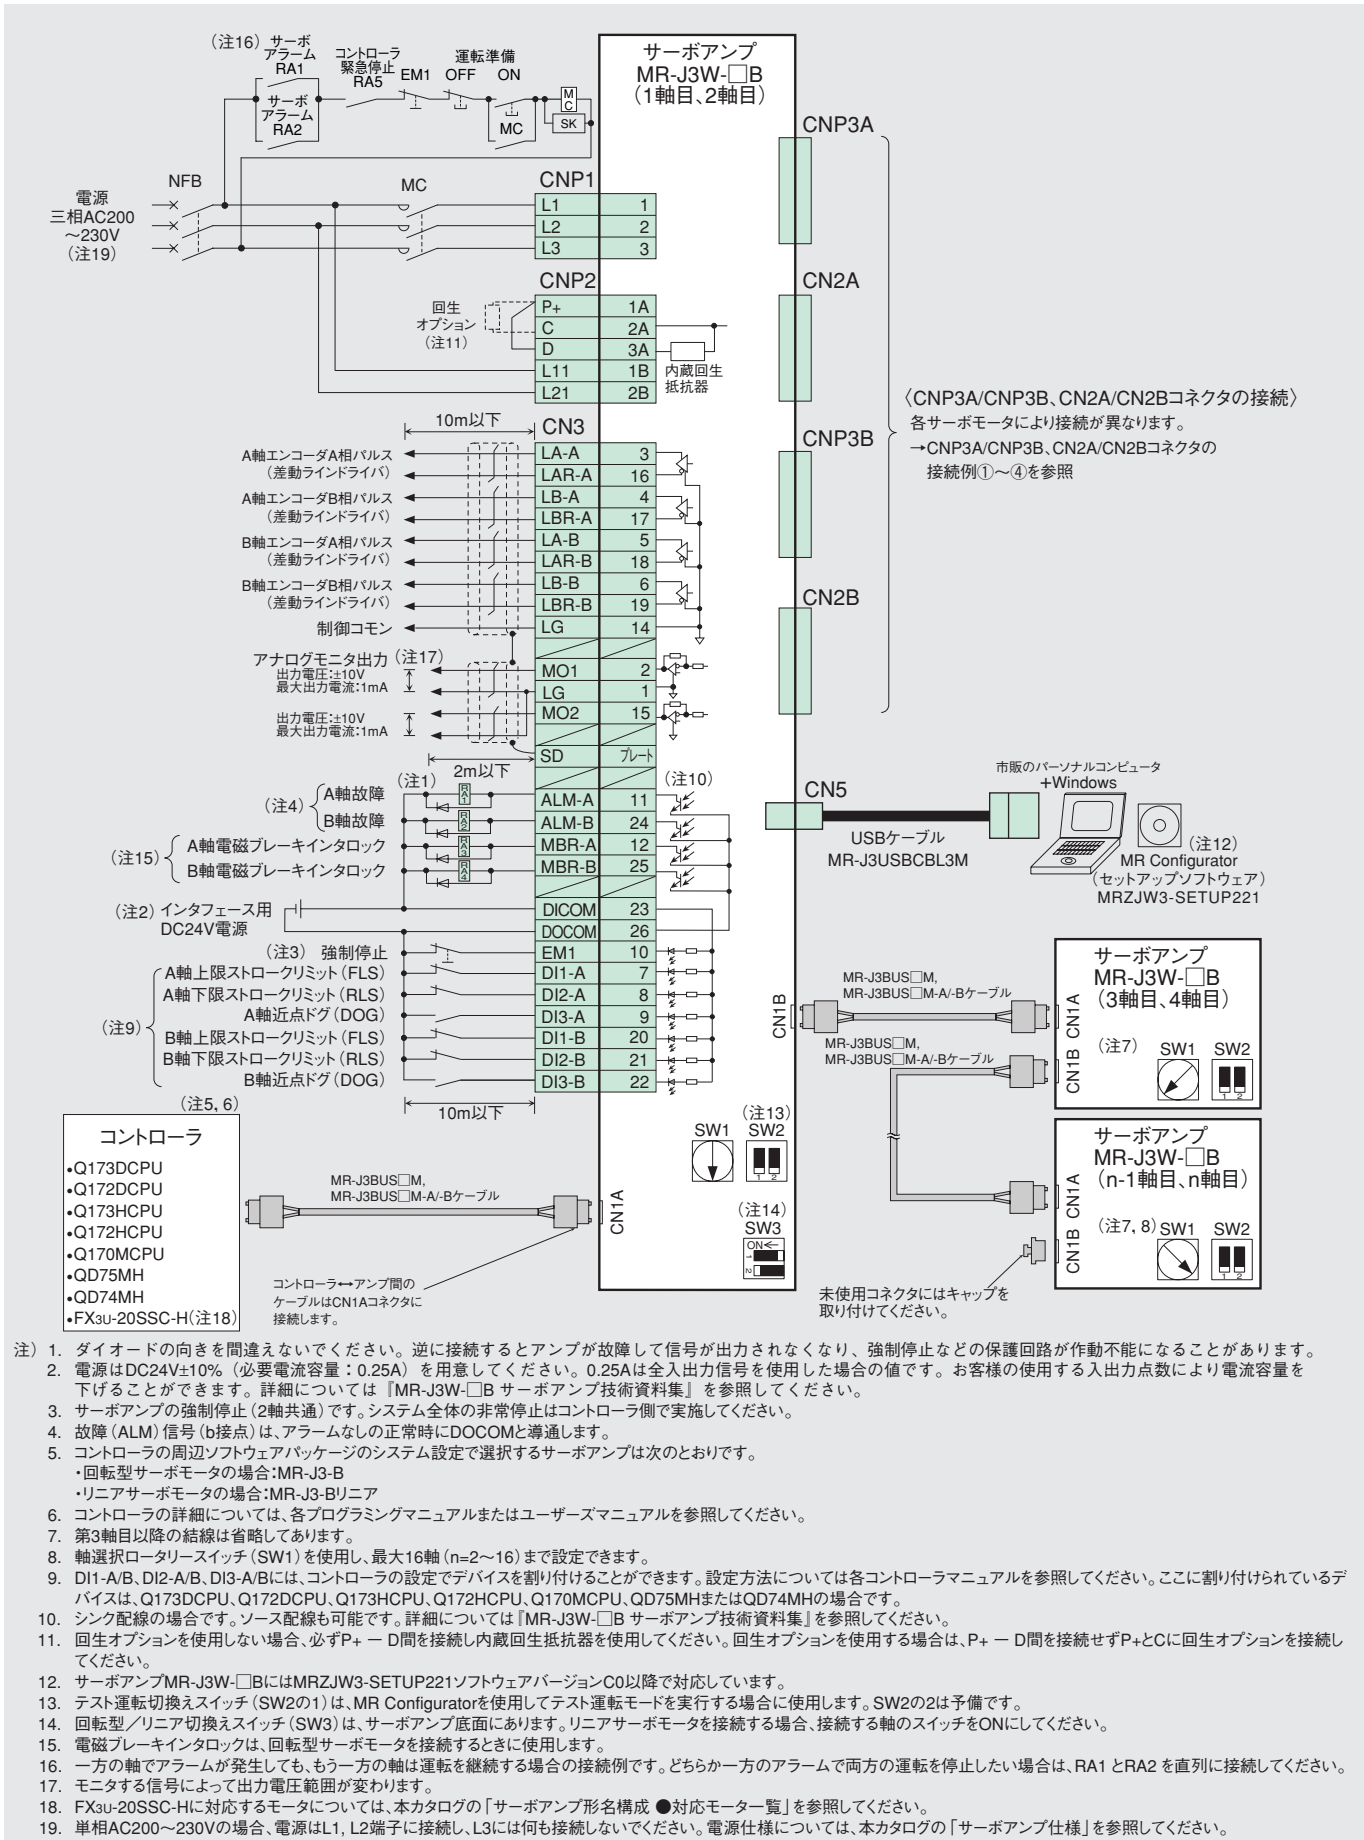 (注16) サーボ
アラーム
RA1
サーボ
アラーム
RA2
コントローラ
緊急停止
RA5
EM1
運転準備
OFF ON
MC
MC
SK
サーボアンプ
MR-J3W-□B
(1軸目、2軸目)
NFB
MC
電源
三相AC200
～230V
(注19)
CNP1
L1 1
L2 2
L3 3
CNP2
回生
オプション
(注11)
P+ 1A
C 2A
D 3A
L11 1B
L21 2B
内蔵回生
抵抗器
CNP3A
CN2A
CNP3B
CN2B
〈CNP3A/CNP3B、CN2A/CN2Bコネクタの接続〉
各サーボモータにより接続が異なります。
→CNP3A/CNP3B、CN2A/CN2Bコネクタの
接続例①～④を参照
10m以下
CN3
A軸エンコーダA相パルス
(差動ラインドライバ)
A軸エンコーダB相パルス
(差動ラインドライバ)
B軸エンコーダA相パルス
(差動ラインドライバ)
B軸エンコーダB相パルス
(差動ラインドライバ)
制御コモン
LA-A 3
LAR-A 16
LB-A 4
LBR-A 17
LA-B 5
LAR-B 18
LB-B 6
LBR-B 19
LG 14
アナログモニタ出力 (注17)
出力電圧:±10V
最大出力電流:1mA
出力電圧:±10V
最大出力電流:1mA
MO1 2
LG 1
MO2 15
SD プレート
2m以下
(注1)
(注10)
(注4)
A軸故障
B軸故障
(注15)
A軸電磁ブレーキインタロック
B軸電磁ブレーキインタロック
RA1
RA2
RA3
RA4
ALM-A 11
ALM-B 24
MBR-A 12
MBR-B 25
(注2) インタフェース用
DC24V電源
DICOM 23
DOCOM 26
(注3) 強制停止
EM1 10
(注9)
A軸上限ストロークリミット(FLS)
A軸下限ストロークリミット(RLS)
A軸近点ドグ(DOG)
B軸上限ストロークリミット(FLS)
B軸下限ストロークリミット(RLS)
B軸近点ドグ(DOG)
DI1-A 7
DI2-A 8
DI3-A 9
DI1-B 20
DI2-B 21
DI3-B 22
10m以下
CN5
USBケーブル
MR-J3USBCBL3M
市販のパーソナルコンピュータ
+Windows
(注12)
MR Configurator
(セットアップソフトウェア)
MRZJW3-SETUP221
CN1B
MR-J3BUS□M,
MR-J3BUS□M-A/-Bケーブル
MR-J3BUS□M,
MR-J3BUS□M-A/-Bケーブル
サーボアンプ
MR-J3W-□B
(3軸目、4軸目)
CN1A
CN1B
(注7) SW1 SW2
1 2
サーボアンプ
MR-J3W-□B
(n-1軸目、n軸目)
CN1A
CN1B
(注7, 8) SW1 SW2
1 2
未使用コネクタにはキャップを
取り付けてください。
(注13)
SW1 SW2
1 2
(注14)
SW3
ON←
1
2
(注5, 6)
コントローラ
•Q173DCPU
•Q172DCPU
•Q173HCPU
•Q172HCPU
•Q170MCPU
•QD75MH
•QD74MH
•FX3U-20SSC-H(注18)
MR-J3BUS□M,
MR-J3BUS□M-A/-Bケーブル
CN1A
コントローラ↔アンプ間の
ケーブルはCN1Aコネクタに
接続します。
注) 1. ダイオードの向きを間違えないでください。逆に接続するとアンプが故障して信号が出力されなくなり、強制停止などの保護回路が作動不能になることがあります。
2. 電源はDC24V±10%(必要電流容量:0.25A)を用意してください。0.25Aは全入出力信号を使用した場合の値です。お客様の使用する入出力点数により電流容量を
下げることができます。詳細については『MR-J3W-□B サーボアンプ技術資料集』を参照してください。
3. サーボアンプの強制停止(2軸共通)です。システム全体の非常停止はコントローラ側で実施してください。
4. 故障(ALM)信号(b接点)は、アラームなしの正常時にDOCOMと導通します。
5. コントローラの周辺ソフトウェアパッケージのシステム設定で選択するサーボアンプは次のとおりです。
・回転型サーボモータの場合:MR-J3-B
・リニアサーボモータの場合:MR-J3-Bリニア
6. コントローラの詳細については、各プログラミングマニュアルまたはユーザーズマニュアルを参照してください。
7. 第3軸目以降の結線は省略してあります。
8. 軸選択ロータリースイッチ(SW1)を使用し、最大16軸(n=2～16)まで設定できます。
9. DI1-A/B、DI2-A/B、DI3-A/Bには、コントローラの設定でデバイスを割り付けることができます。設定方法については各コントローラマニュアルを参照してください。ここに割り付けられているデ
バイスは、Q173DCPU、Q172DCPU、Q173HCPU、Q172HCPU、Q170MCPU、QD75MHまたはQD74MHの場合です。
10. シンク配線の場合です。ソース配線も可能です。詳細については『MR-J3W-□B サーボアンプ技術資料集』を参照してください。
11. 回生オプションを使用しない場合、必ずP+ ー D間を接続し内蔵回生抵抗器を使用してください。回生オプションを使用する場合は、P+ ー D間を接続せずP+とCに回生オプションを接続し
てください。
12. サーボアンプMR-J3W-□BにはMRZJW3-SETUP221ソフトウェアバージョンC0以降で対応しています。
13. テスト運転切換えスイッチ(SW2の1)は、MR Configuratorを使用してテスト運転モードを実行する場合に使用します。SW2の2は予備です。
14. 回転型/リニア切換えスイッチ(SW3)は、サーボアンプ底面にあります。リニアサーボモータを接続する場合、接続する軸のスイッチをONにしてください。
15. 電磁ブレーキインタロックは、回転型サーボモータを接続するときに使用します。
16. 一方の軸でアラームが発生しても、もう一方の軸は運転を継続する場合の接続例です。どちらか一方のアラームで両方の運転を停止したい場合は、RA1 とRA2 を直列に接続してください。
17. モニタする信号によって出力電圧範囲が変わります。
18. FX3U-20SSC-Hに対応するモータについては、本カタログの「サーボアンプ形名構成 ●対応モータ一覧」を参照してください。
19. 単相AC200～230Vの場合、電源はL1, L2端子に接続し、L3には何も接続しないでください。電源仕様については、本カタログの「サーボアンプ仕様」を参照してください。